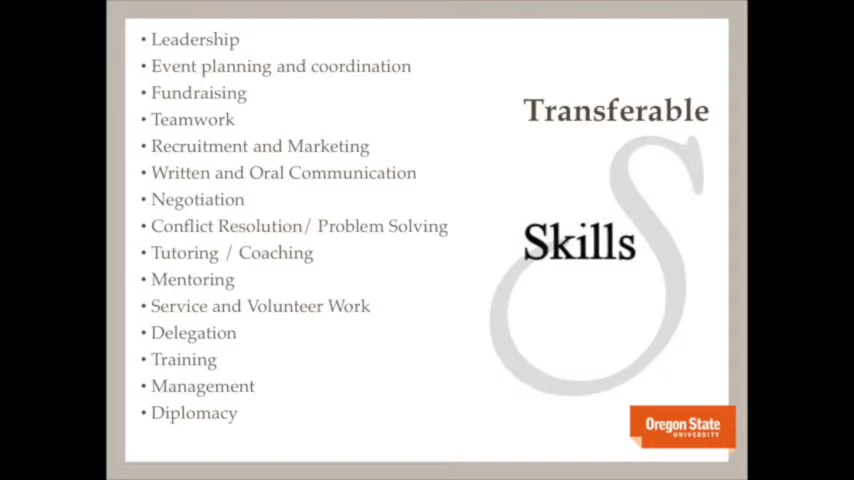 • Leadership
• Event planning and coordination
• Fundraising
• Teamwork
• Recruitment and Marketing
• Written and Oral Communication
• Negotiation
• Conflict Resolution/ Problem Solving
• Tutoring / Coaching
• Mentoring
• Service and Volunteer Work
• Delegation
• Training
• Management
• Diplomacy
Transferable
S
Skills
Oregon State
UNIVERSITY